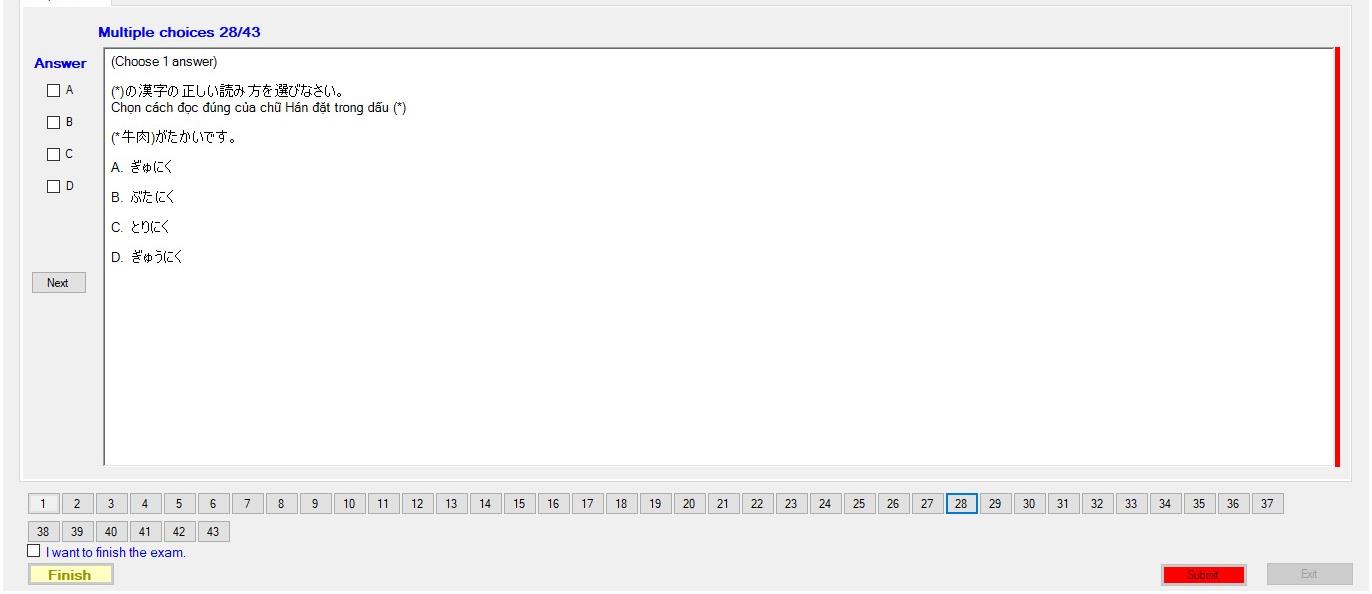 Multiple choices 28/43
Answer
A
B
C
D
Next
(Choose 1 answer)
(*)の漢字の正しい読み方を選びなさい。
Chọn cách đọc đúng của chữ Hán đặt trong dấu (*)
(*牛肉)がたかいです。
A. ぎゅにく
B. ぶたにく
C. とりにく
D. ぎゅうにく
1 2 3 4 5 6 7 8 9 10 11 12 13 14 15 16 17 18 19 20 21 22 23 24 25 26 27 28 29 30 31 32 33 34 35 36 37
38 39 40 41 42 43
I want to finish the exam.
Finish
Submit
Exit